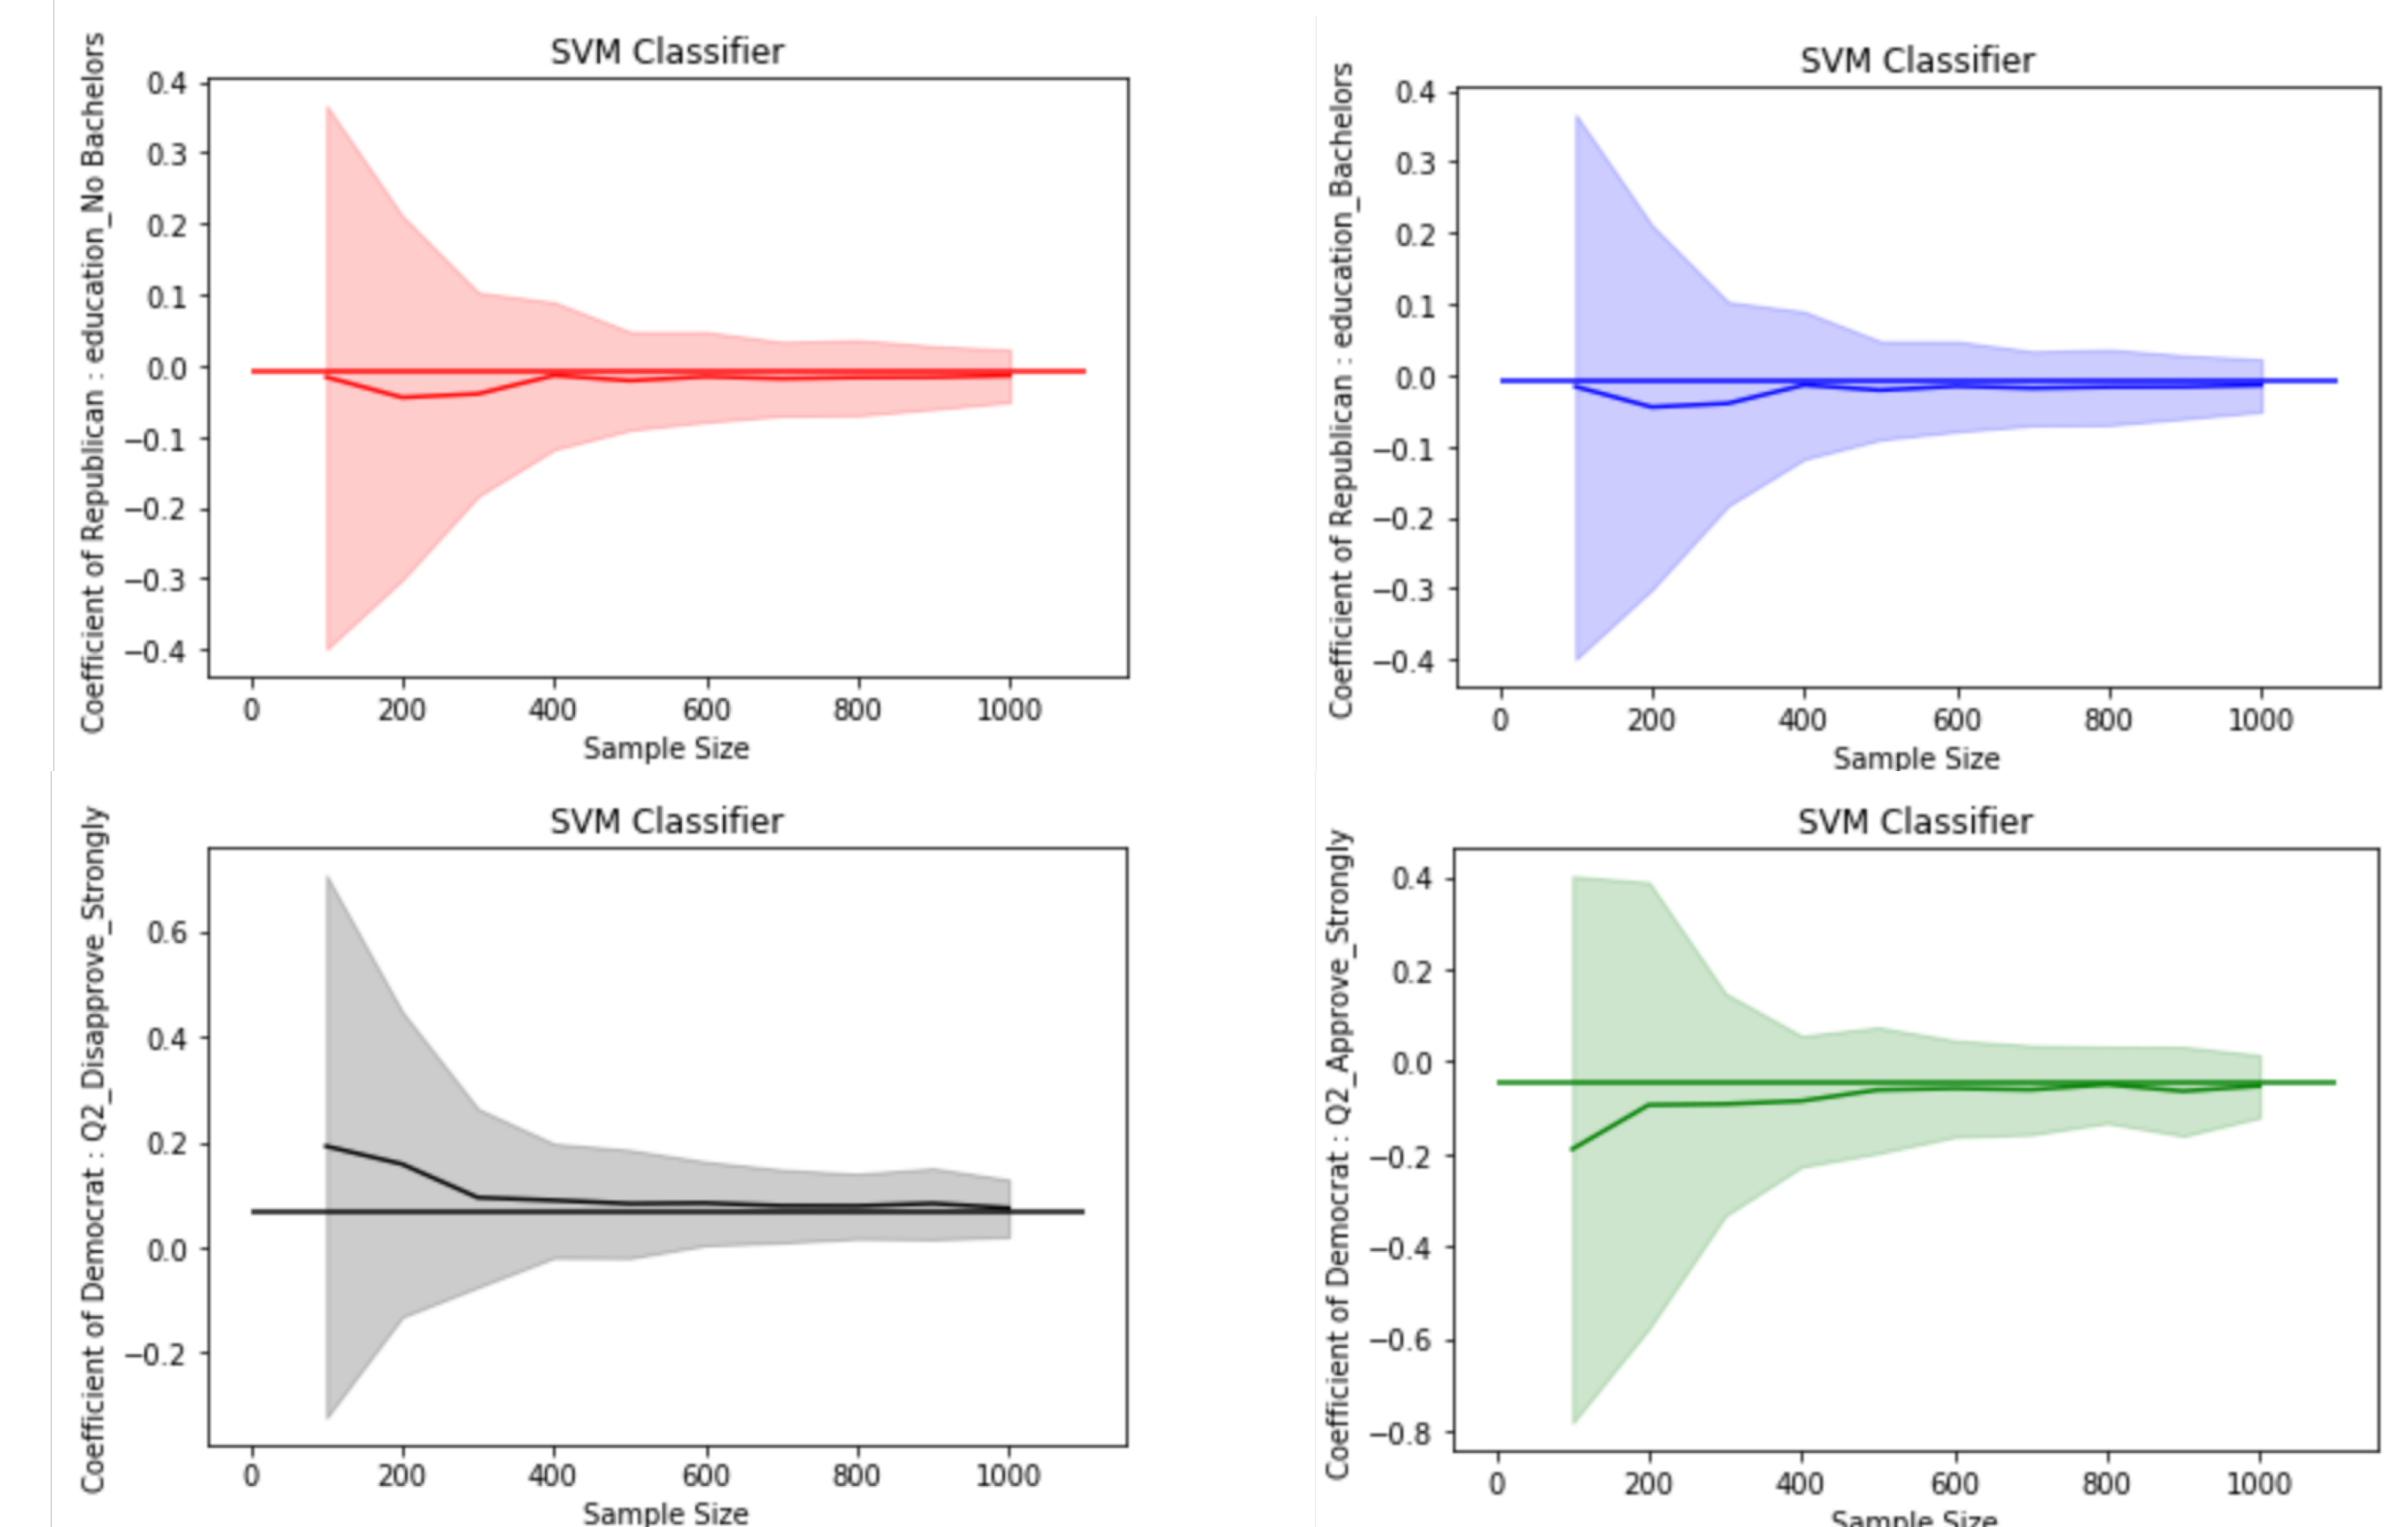 SVM Classifier
Coefficient of Republican : education_No Bachelors
0.4
0.3
0.2
0.1
0.0
−0.1
−0.2
−0.3
−0.4
0 200 400 600 800 1000
Sample Size
SVM Classifier
Coefficient of Republican : education_Bachelors
0.4
0.3
0.2
0.1
0.0
−0.1
−0.2
−0.3
−0.4
0 200 400 600 800 1000
Sample Size
SVM Classifier
Coefficient of Democrat : Q2_Disapprove_Strongly
0.6
0.4
0.2
0.0
−0.2
0 200 400 600 800 1000
Sample Size
SVM Classifier
Coefficient of Democrat : Q2_Approve_Strongly
0.4
0.2
0.0
−0.2
−0.4
−0.6
−0.8
0 200 400 600 800 1000
Sample Size